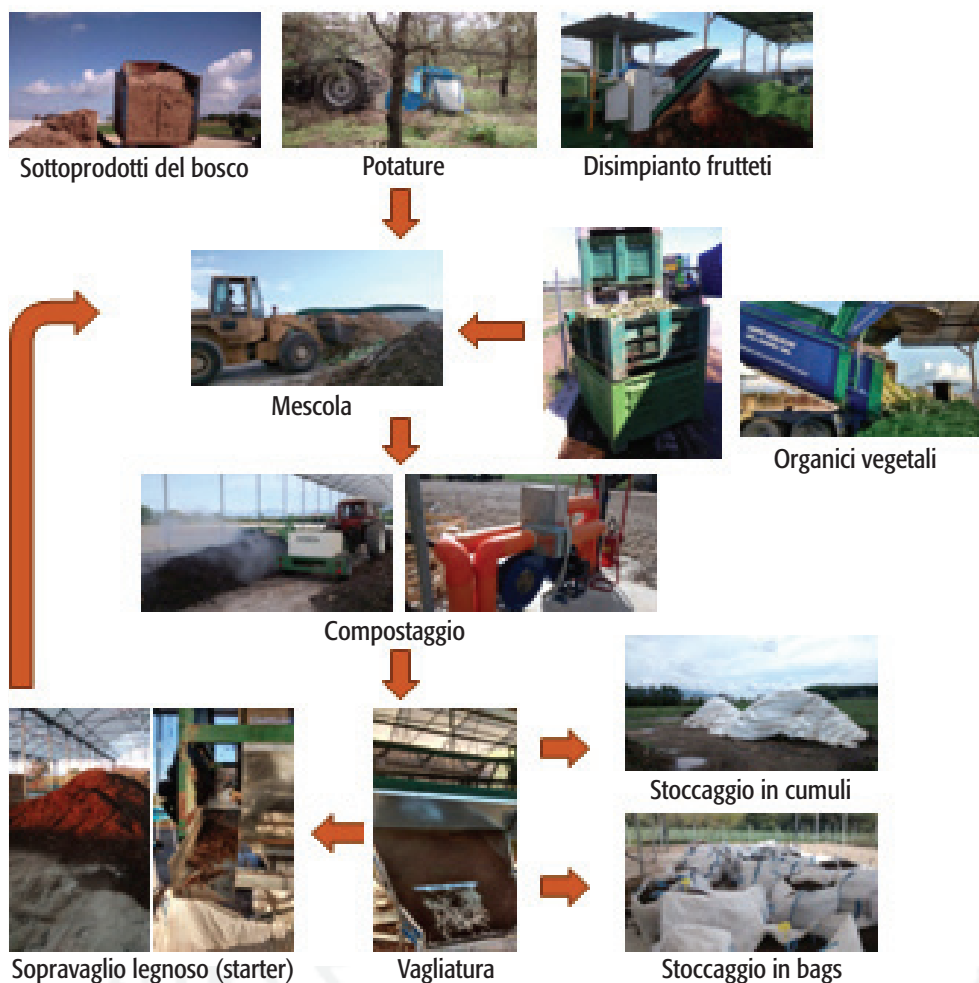 Sottoprodotti del bosco
Potature
Disimpianto frutteti
Mescola
Organici vegetali
Compostaggio
Stoccaggio in cumuli
Sopravaglio legnoso (starter)
Vagliatura
Stoccaggio in bags